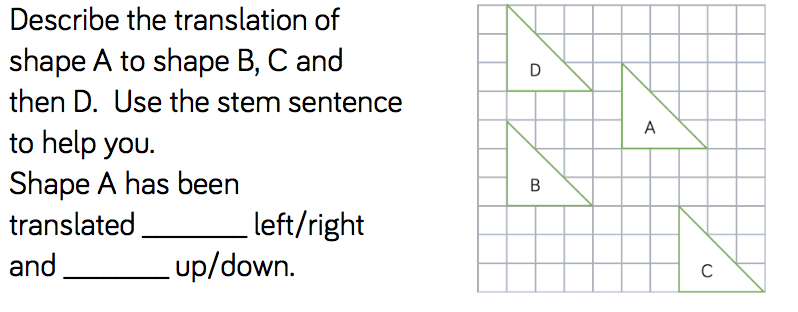 Describe the translation of
shape A to shape B, C and
then D. Use the stem sentence
to help you.
Shape A has been
translated _______ left/right
and _______ up/down.
D
A
B
C